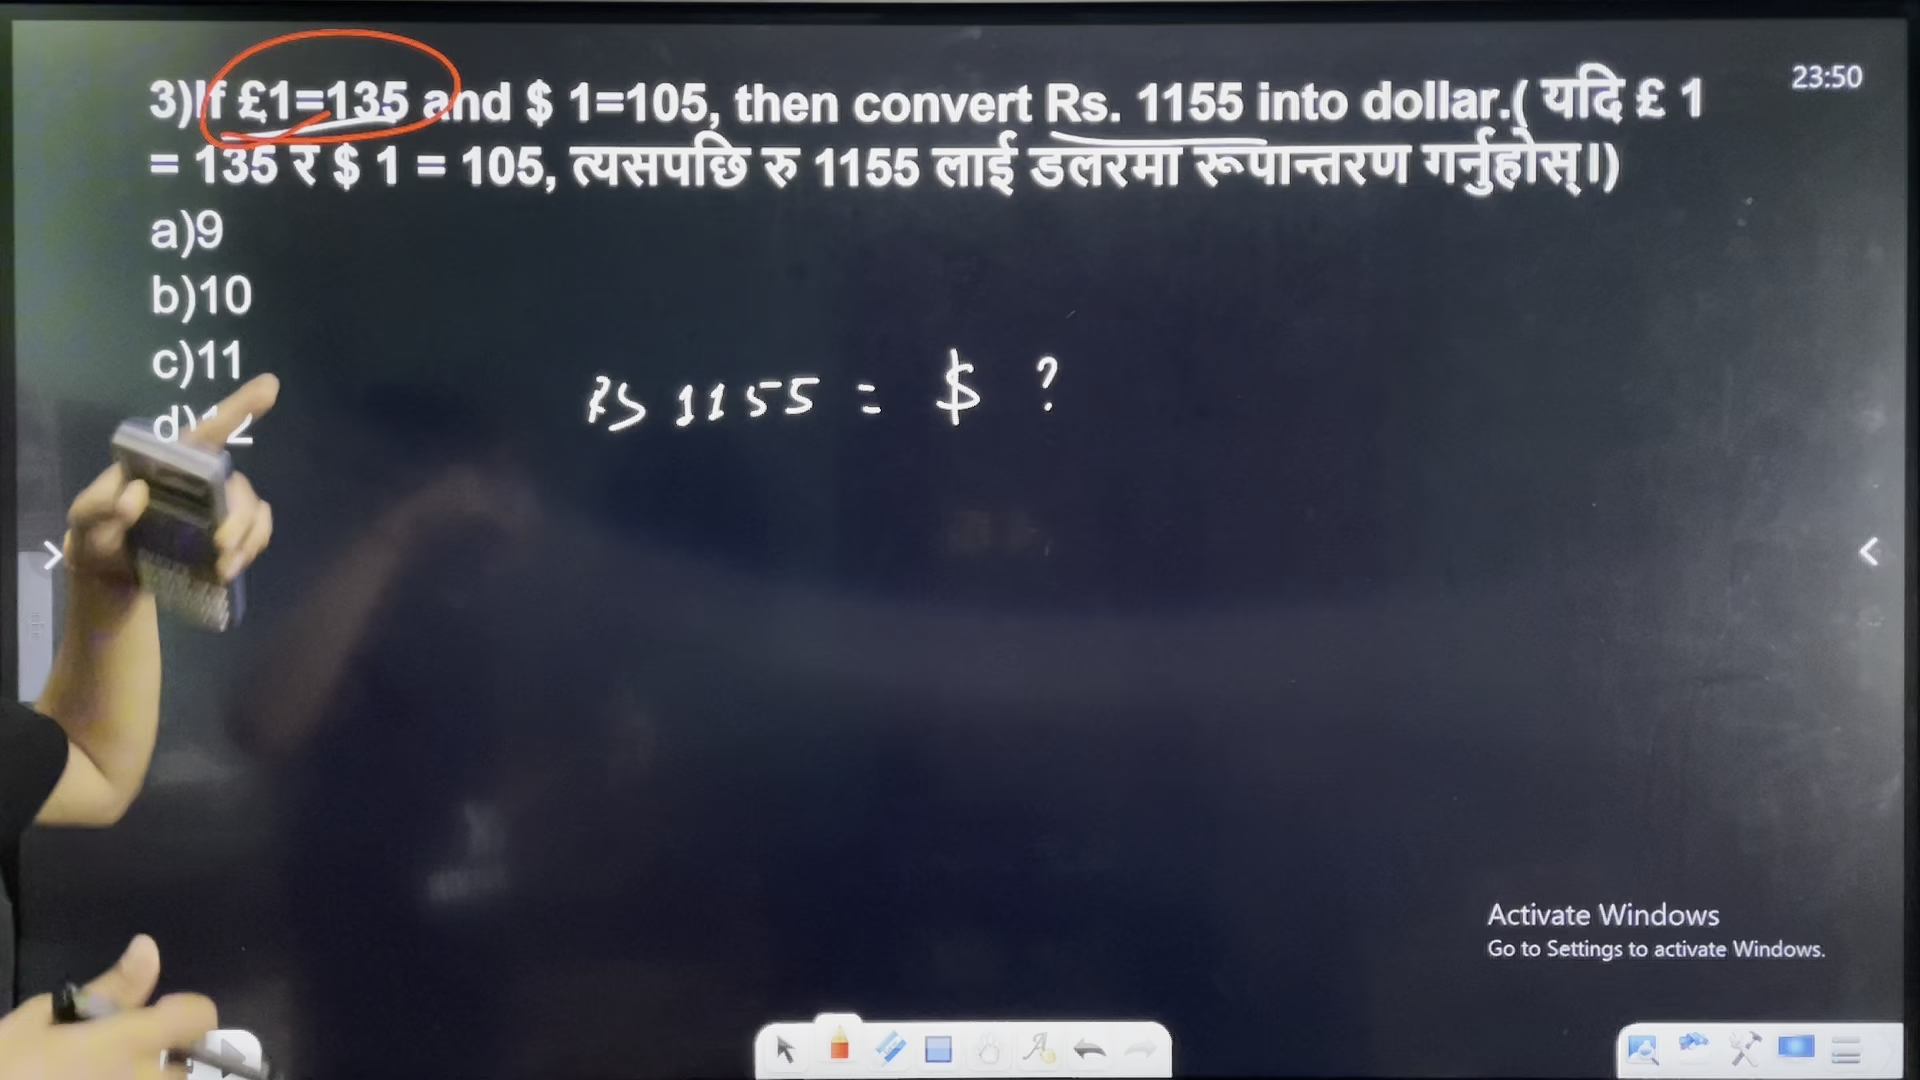 23:50
3)If £1=135 and $ 1=105, then convert Rs. 1155 into dollar.( यदि £ 1
= 135 र $ 1 = 105, त्यसपछि रु 1155 लाई डलरमा रूपान्तरण गर्नुहोस्।)
a)9
b)10
c)11
d) 2
Rs 1155 = $ ?
Activate Windows
Go to Settings to activate Windows.